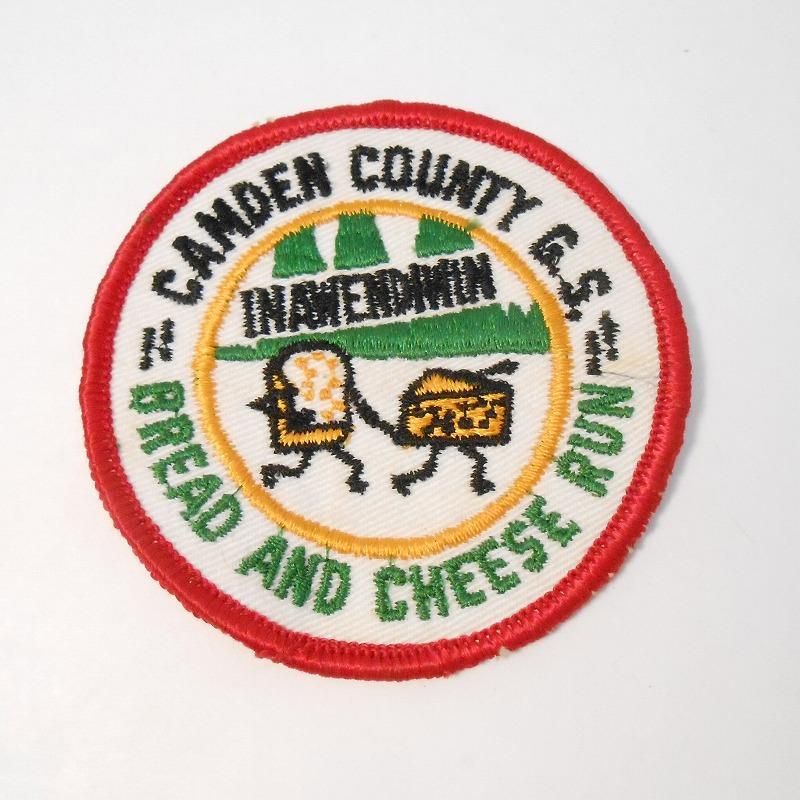 CAMDEN COUNTY G.S.
INAWENDIWIN
BREAD AND CHEESE RUN